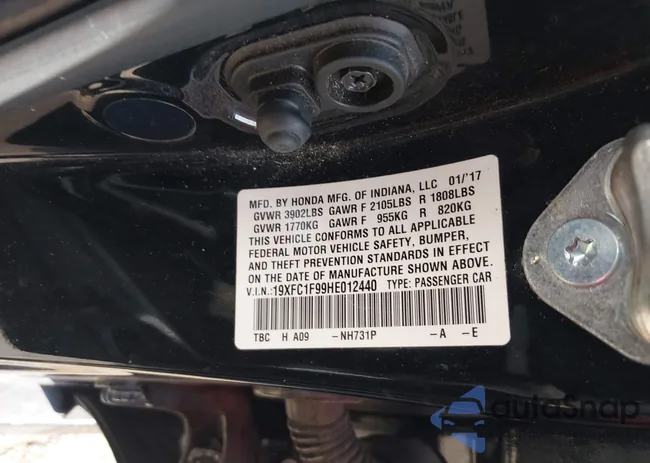 MFD. BY HONDA MFG. OF INDIANA, LLC 01/'17
GVWR 3902LBS GAWR F 2105LBS R 1808LBS
GVWR 1770KG GAWR F 955KG R 820KG
THIS VEHICLE CONFORMS TO ALL APPLICABLE
FEDERAL MOTOR VEHICLE SAFETY, BUMPER,
AND THEFT PREVENTION STANDARDS IN EFFECT
ON THE DATE OF MANUFACTURE SHOWN ABOVE.
V.I.N.:19XFC1F99HE012440 TYPE: PASSENGER CAR
TBC H A09 -NH731P -A -E
autoSnap